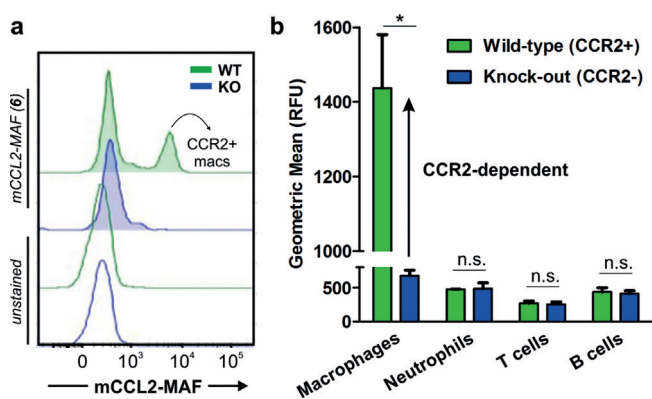 a
WT
KO
mCCL2-MAF (6)
CCR2+
macs
unstained
0 10³ 10⁴ 10⁵
mCCL2-MAF
b
Geometric Mean (RFU)
1600
1400
1200
1000
500
0
*
Wild-type (CCR2+)
Knock-out (CCR2-)
CCR2-dependent
n.s.
n.s.
n.s.
Macrophages
Neutrophils
T cells
B cells